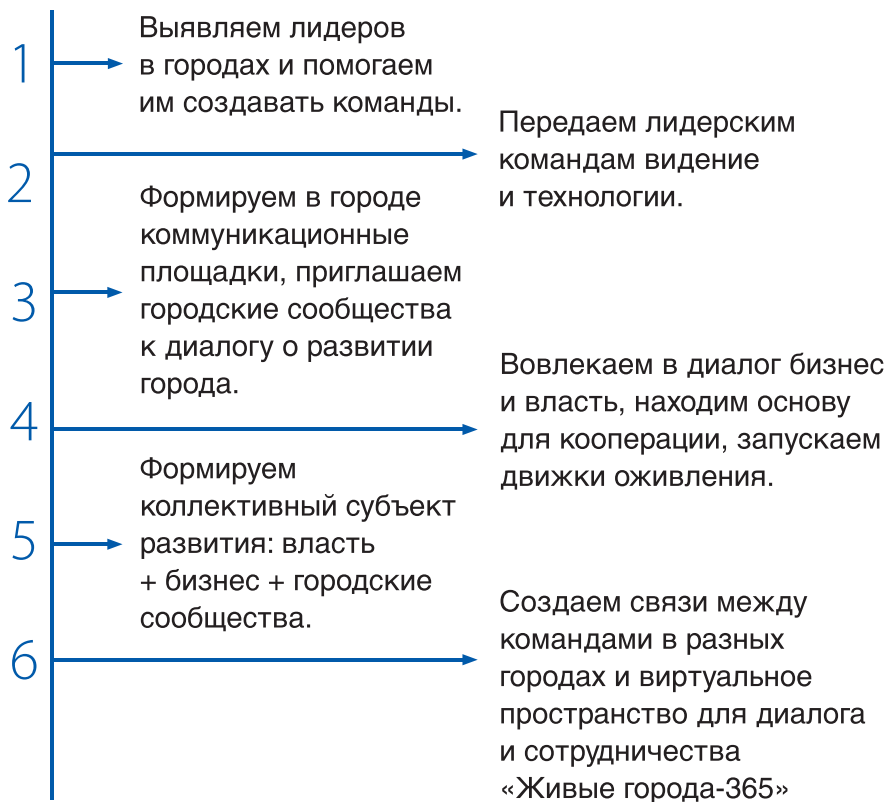 1
Выявляем лидеров
в городах и помогаем
им создавать команды.
2
Передаем лидерским
командам видение
и технологии.
3
Формируем в городе
коммуникационные
площадки, приглашаем
городские сообщества
к диалогу о развитии
города.
4
Вовлекаем в диалог бизнес
и власть, находим основу
для кооперации, запускаем
движки оживления.
5
Формируем
коллективный субъект
развития: власть
+ бизнес + городские
сообщества.
6
Создаем связи между
командами в разных
городах и виртуальное
пространство для диалога
и сотрудничества
«Живые города-365»